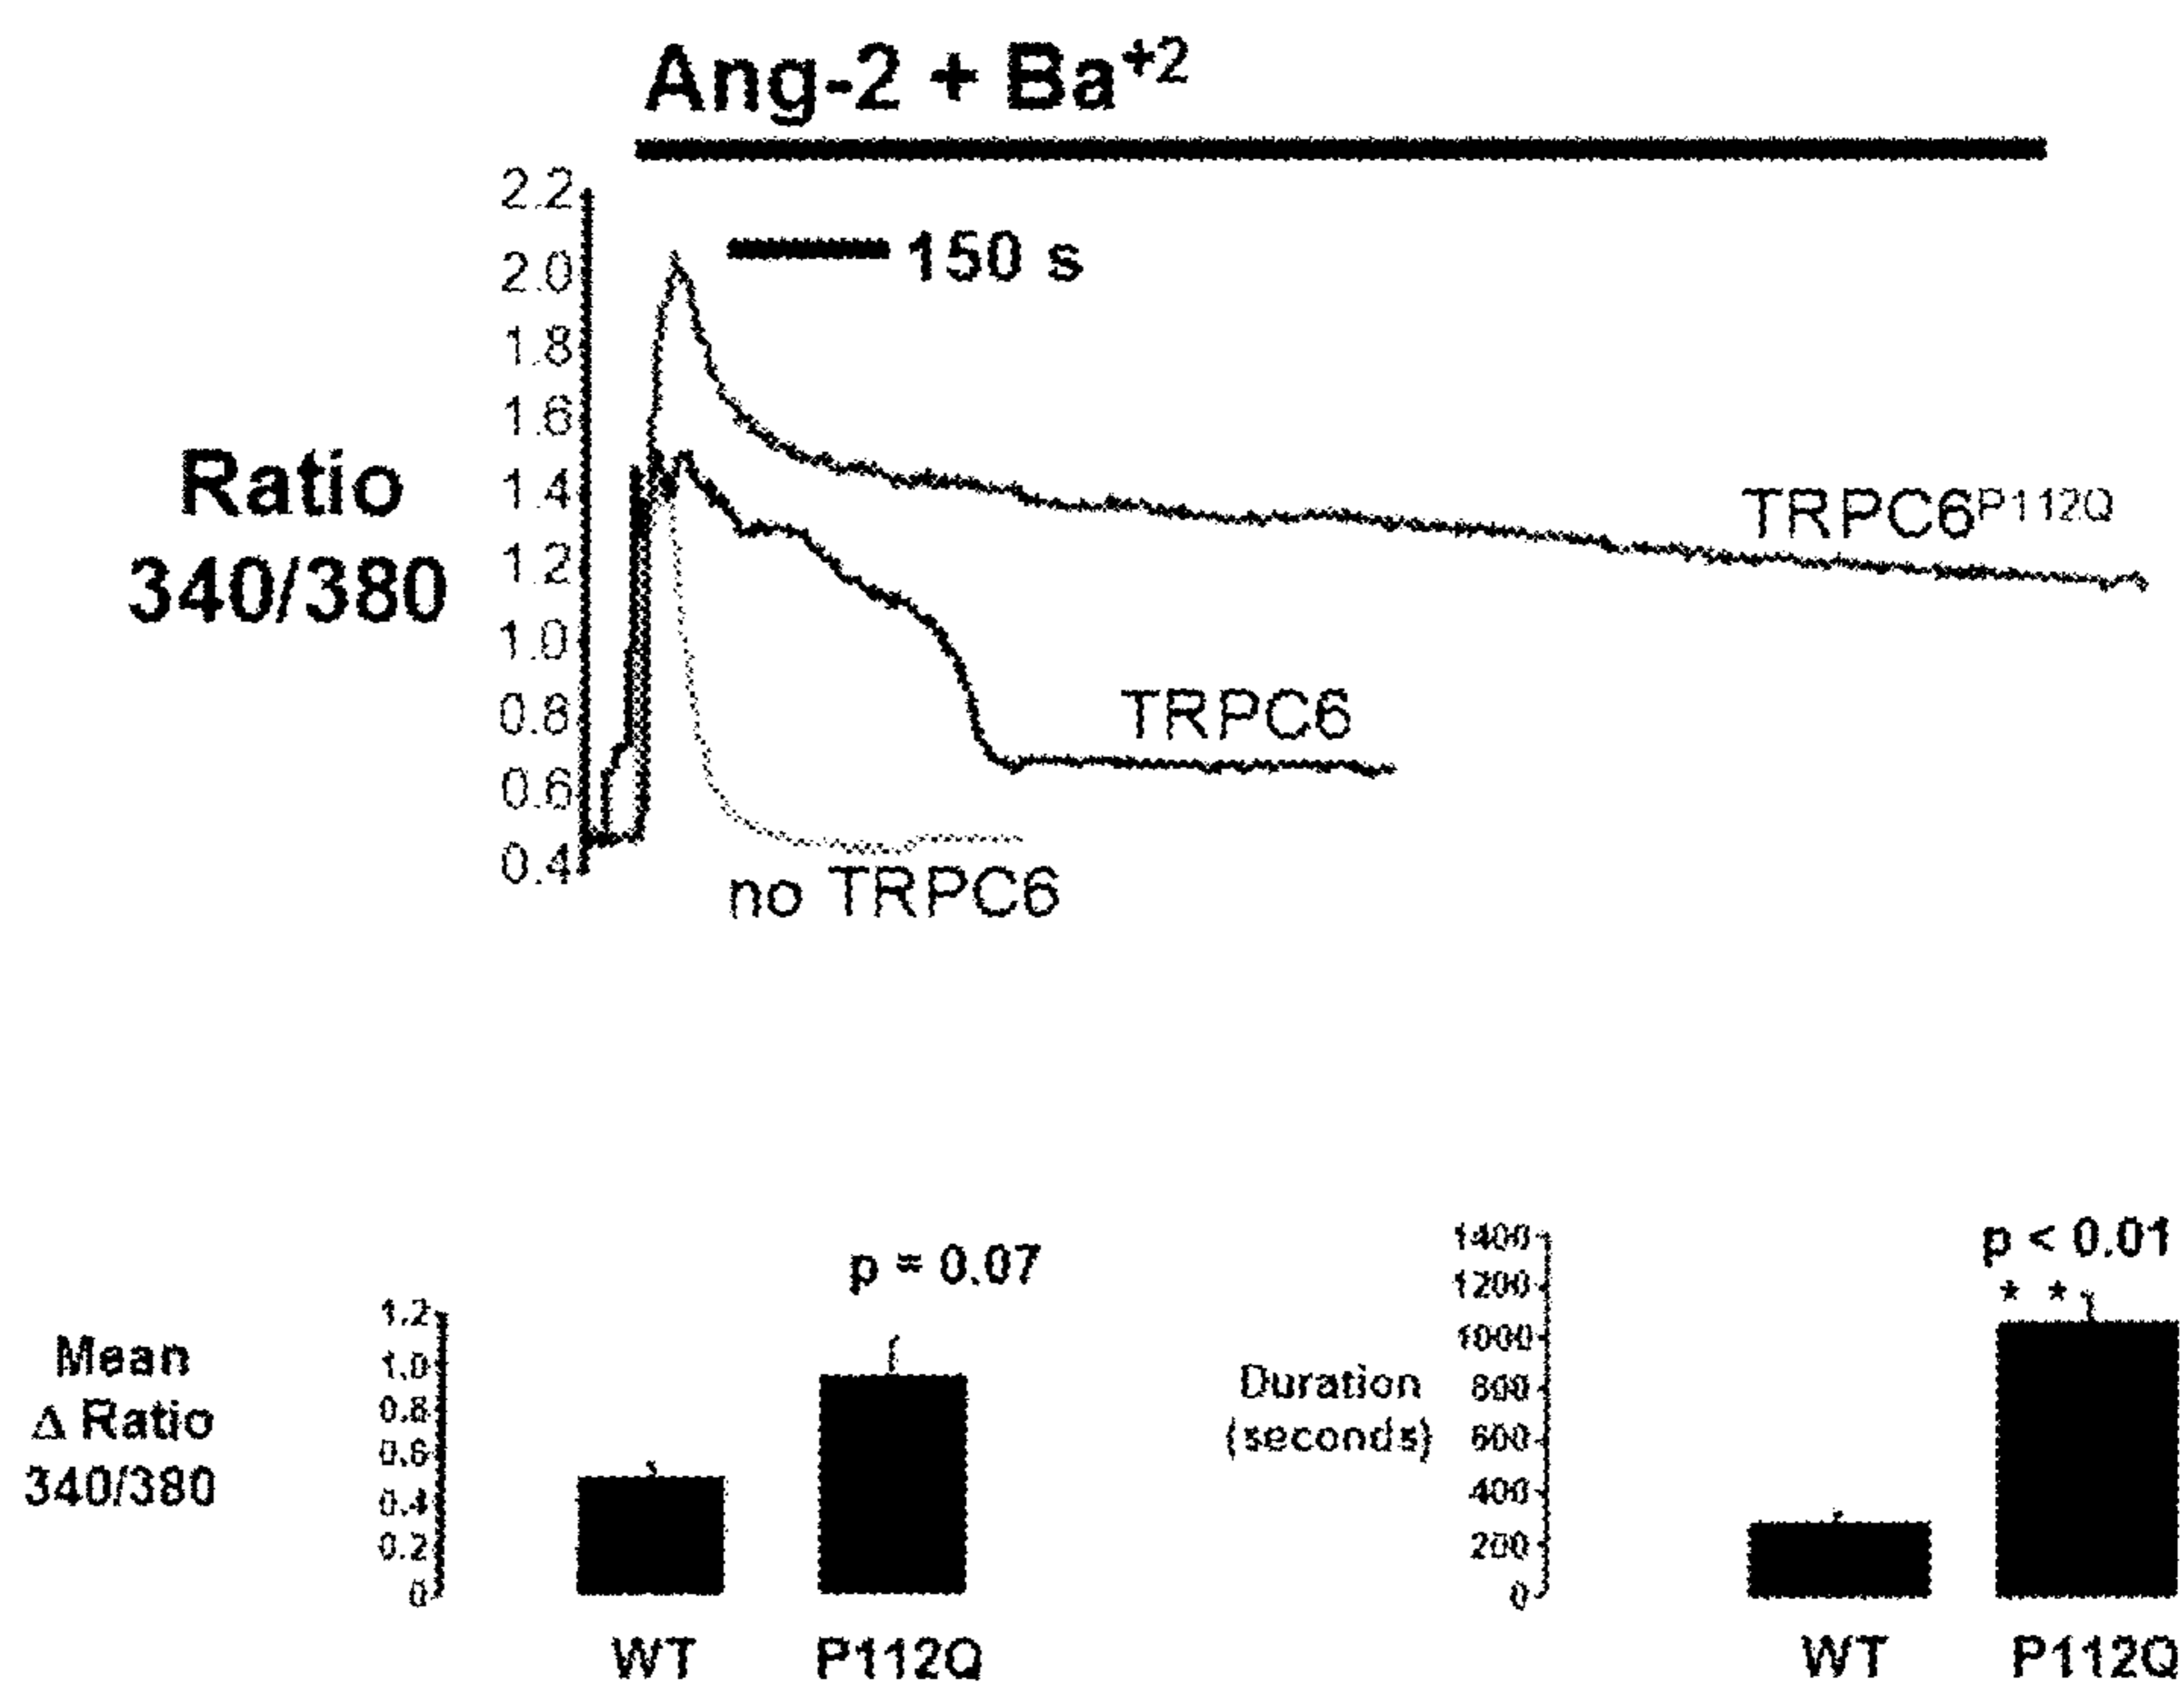 Ang-2 + Ba+2
2.2
150 s
2.0
1.8
1.6
1.4
1.2
1.0
0.8
0.6
0.4
Ratio
340/380
TRPC6P112Q
TRPC6
no TRPC6
p = 0.07
Mean
Δ Ratio
340/380
1.2
1.0
0.8
0.6
0.4
0.2
0
WT
P112Q
p < 0.01
* *
Duration
(seconds)
1400
1200
1000
800
600
400
200
0
WT
P112Q